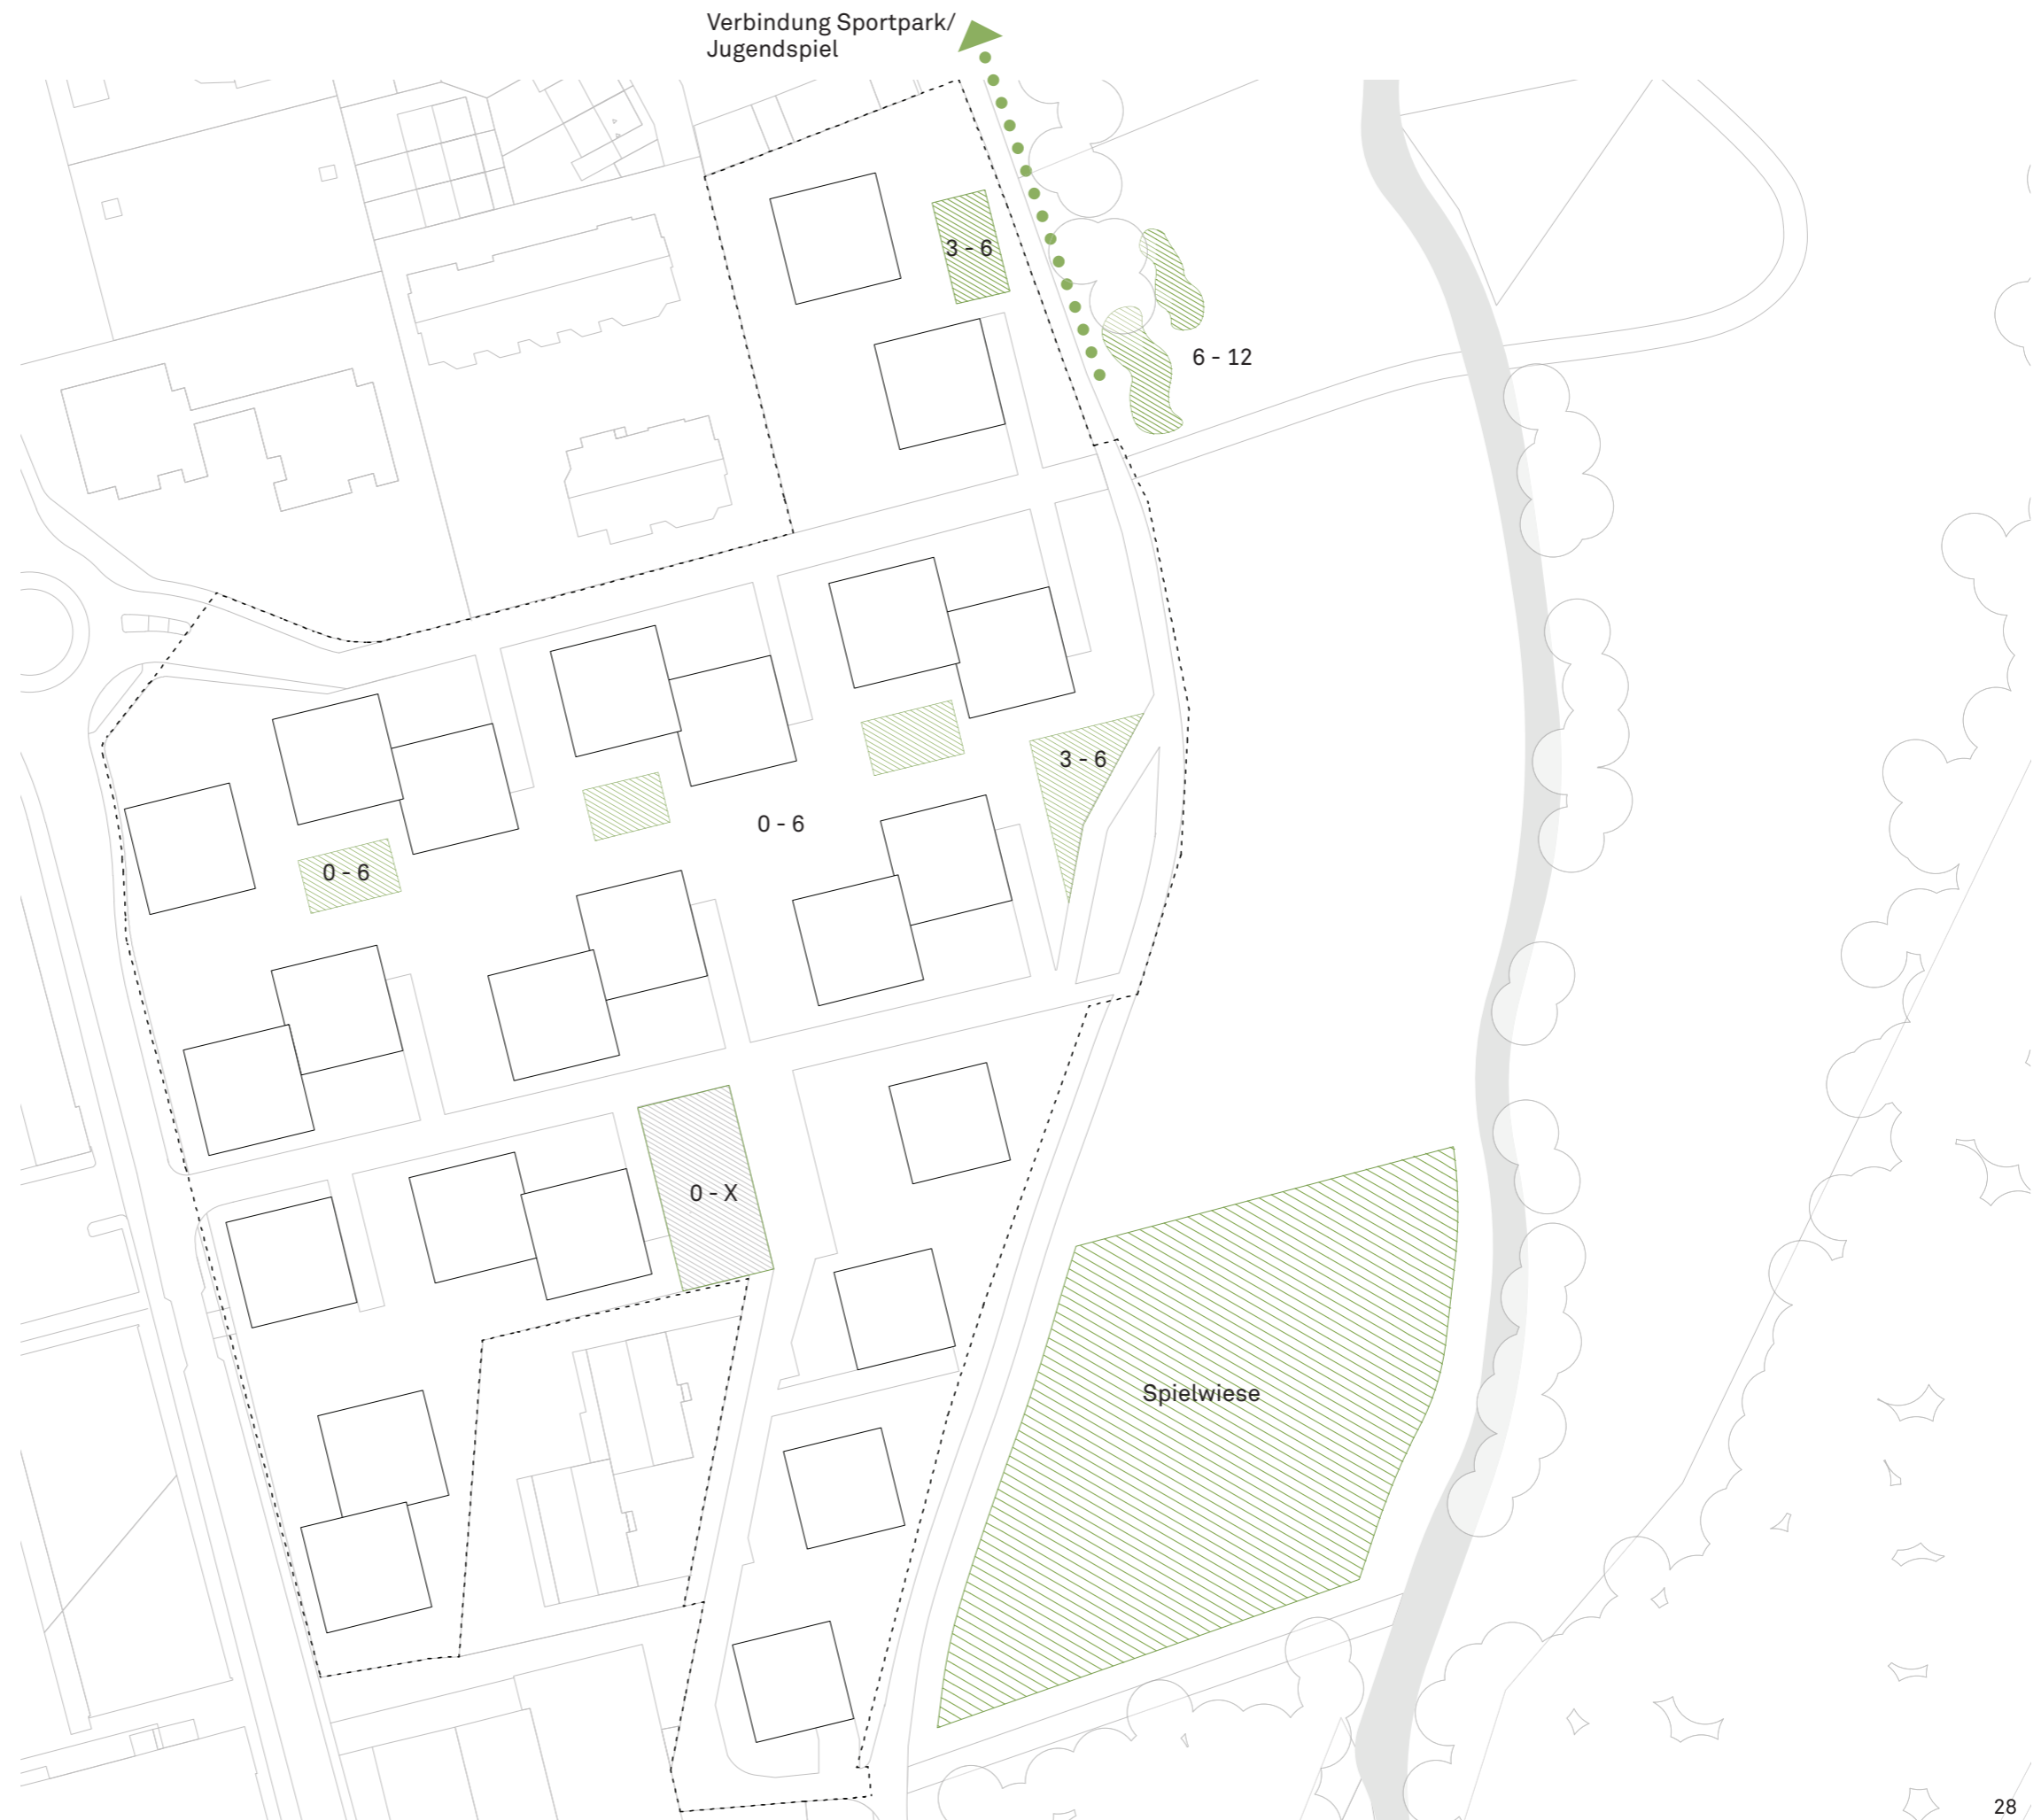 Verbindung Sportpark/
Jugendspiel
3 - 6
6 - 12
3 - 6
0 - 6
0 - 6
0 - X
Spielwiese
28